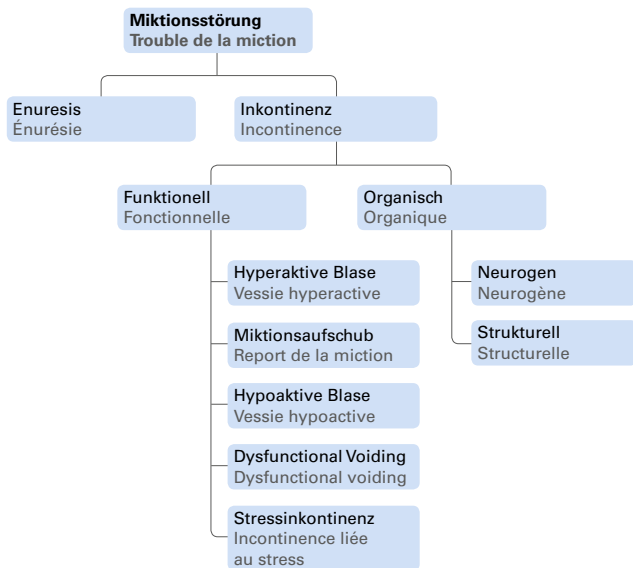 Miktionsstörung
Trouble de la miction
Enuresis
Énurésie
Inkontinenz
Incontinence
Funktionell
Fonctionnelle
Organisch
Organique
Hyperaktive Blase
Vessie hyperactive
Miktionsaufschub
Report de la miction
Hypoaktive Blase
Vessie hypoactive
Dysfunctional Voiding
Dysfunctional voiding
Stressinkontinenz
Incontinence liée
au stress
Neurogen
Neurogène
Strukturell
Structurelle